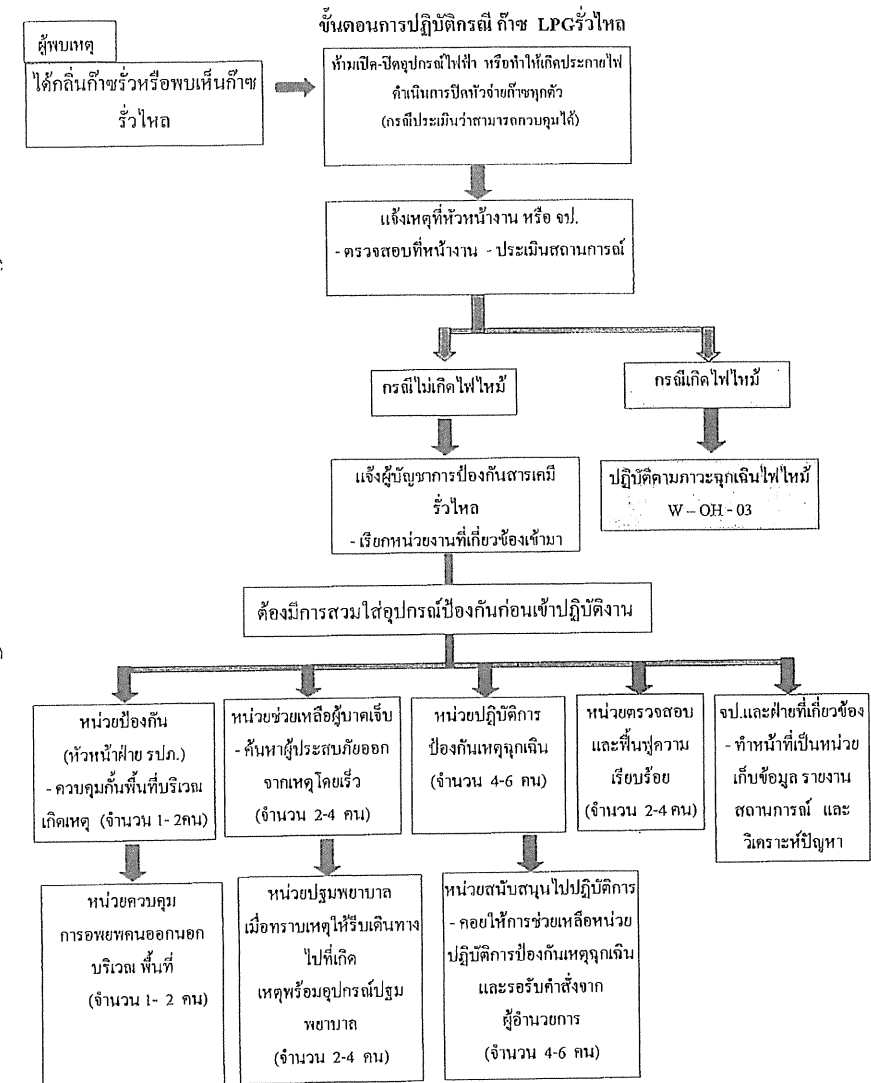 ขั้นตอนการปฏิบัติกรณี ก๊าซ LPGรั่วไหล
ผู้พบเหตุ
ได้กลิ่นก๊าซรั่วหรือพบเห็นก๊าซ
รั่วไหล
ห้ามเปิด-ปิดอุปกรณ์ไฟฟ้า หรือทำให้เกิดประกายไฟ
ดำเนินการปิดหัวจ่ายก๊าซทุกตัว
(กรณีประเมินว่าสามารถควบคุมได้)
แจ้งเหตุที่หัวหน้างาน หรือ จป.
- ตรวจสอบที่หน้างาน - ประเมินสถานการณ์
กรณีไม่เกิดไฟไหม้
กรณีเกิดไฟไหม้
แจ้งผู้บัญชาการป้องกันสารเคมี
รั่วไหล
- เรียกหน่วยงานที่เกี่ยวข้องเข้ามา
ปฏิบัติตามภาวะฉุกเฉินไฟไหม้
W – OH - 03
ต้องมีการสวมใส่อุปกรณ์ป้องกันก่อนเข้าปฏิบัติงาน
หน่วยป้องกัน
(หัวหน้าฝ่าย รปภ.)
- ควบคุมกั้นพื้นที่บริเวณ
เกิดเหตุ (จำนวน 1- 2คน)
หน่วยช่วยเหลือผู้บาดเจ็บ
- ค้นหาผู้ประสบภัยออก
จากเหตุโดยเร็ว
(จำนวน 2-4 คน)
หน่วยปฏิบัติการ
ป้องกันเหตุฉุกเฉิน
(จำนวน 4-6 คน)
หน่วยตรวจสอบ
และฟื้นฟูความ
เรียบร้อย
(จำนวน 2-4 คน)
จป.และฝ่ายที่เกี่ยวข้อง
- ทำหน้าที่เป็นหน่วย
เก็บข้อมูล รายงาน
สถานการณ์ และ
วิเคราะห์ปัญหา
หน่วยควบคุม
การอพยพคนออกนอก
บริเวณ พื้นที่
(จำนวน 1- 2 คน)
หน่วยปฐมพยาบาล
เมื่อทราบเหตุให้รีบเดินทาง
ไปที่เกิด
เหตุพร้อมอุปกรณ์ปฐม
พยาบาล
(จำนวน 2-4 คน)
หน่วยสนับสนุนไปปฏิบัติการ
- คอยให้การช่วยเหลือหน่วย
ปฏิบัติการป้องกันเหตุฉุกเฉิน
และรอรับคำสั่งจาก
ผู้อำนวยการ
(จำนวน 4-6 คน)